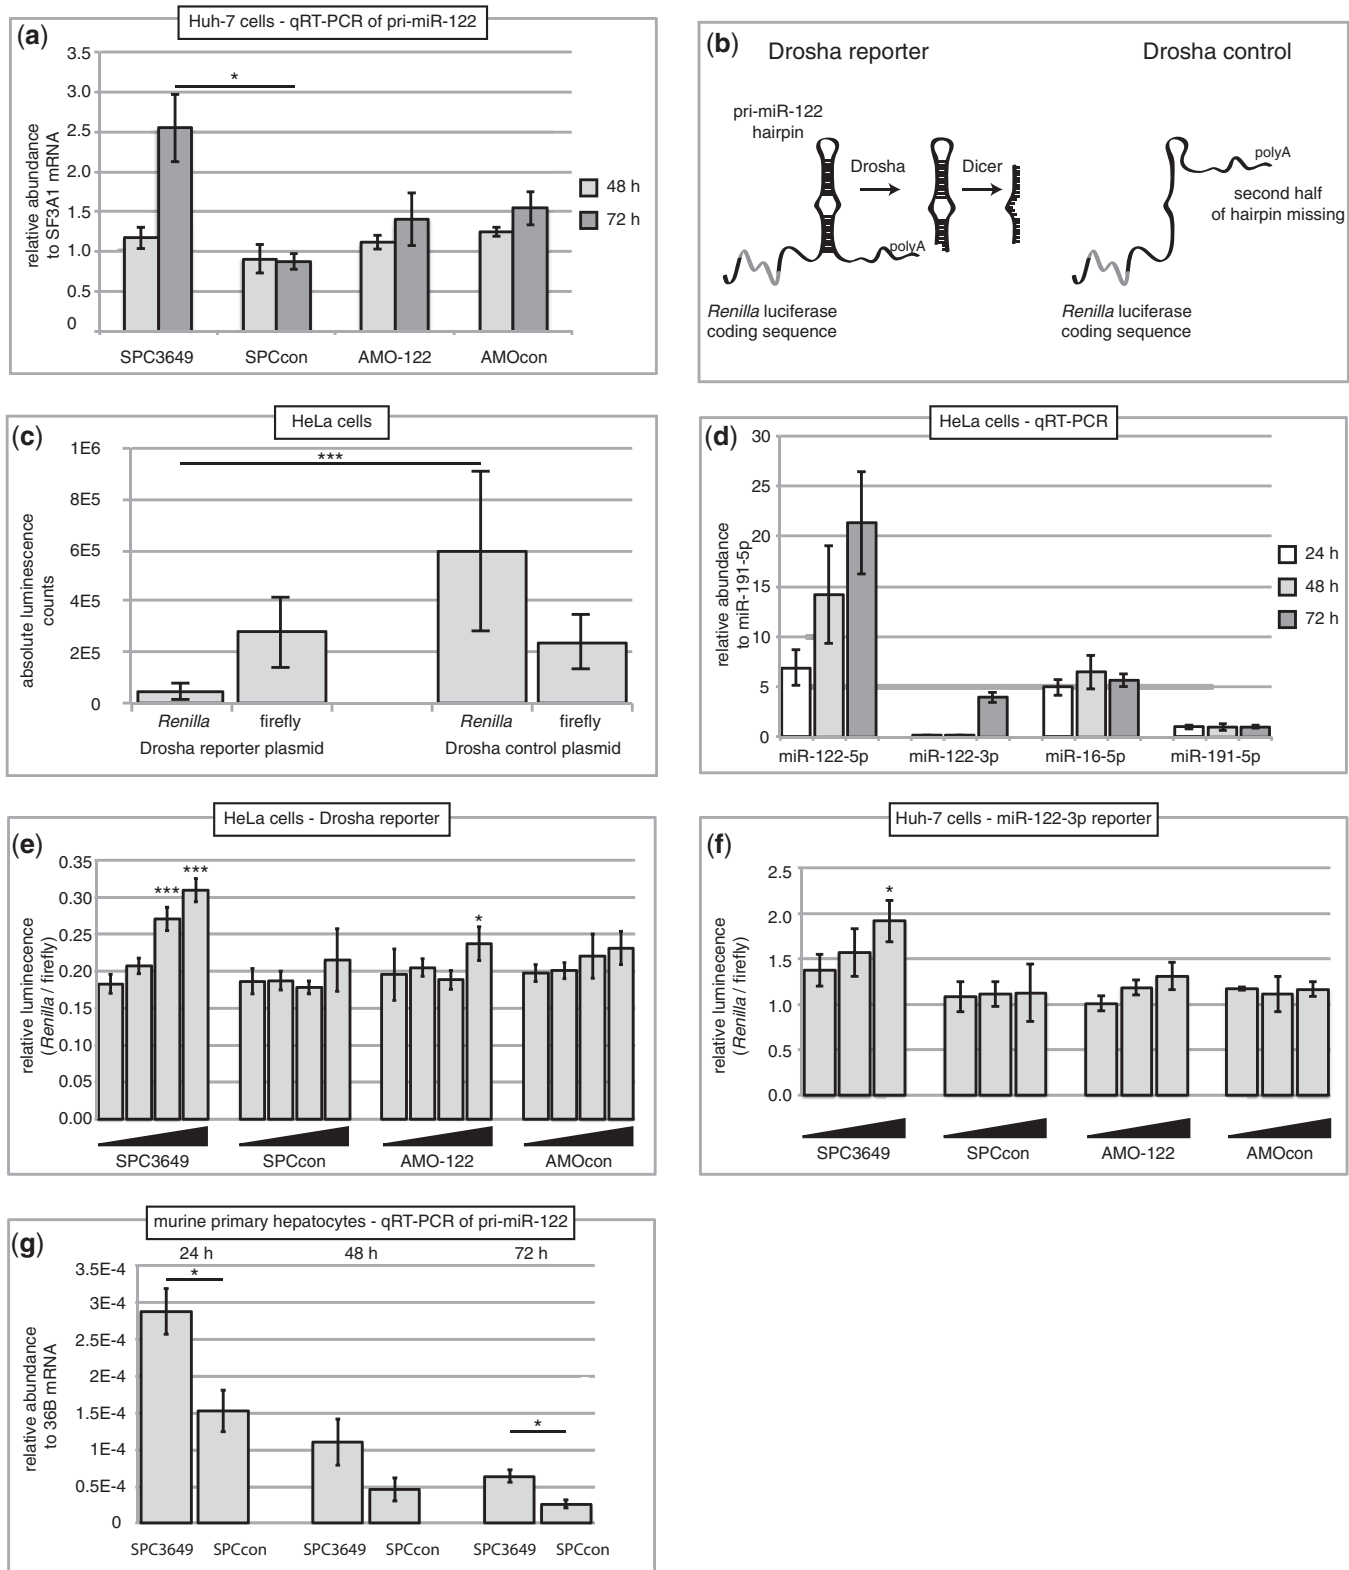 (a)
Huh-7 cells - qRT-PCR of pri-miR-122
relative abundance
to SF3A1 mRNA
3.5
3.0
2.5
2.0
1.5
1.0
0.5
0
*
48 h
72 h
SPC3649 SPCcon AMO-122 AMOcon
(b)
Drosha reporter Drosha control
pri-miR-122
hairpin
Drosha Dicer
polyA
Renilla luciferase
coding sequence
polyA
second half
of hairpin missing
Renilla luciferase
coding sequence
(c)
HeLa cells
absolute luminescence
counts
1E6
8E5
6E5
4E5
2E5
0
***
Renilla firefly Renilla firefly
Drosha reporter plasmid Drosha control plasmid
(d)
HeLa cells - qRT-PCR
relative abundance
to miR-191-5p
30
25
20
15
10
5
0
24 h
48 h
72 h
miR-122-5p miR-122-3p miR-16-5p miR-191-5p
(e)
HeLa cells - Drosha reporter
relative luminecence
(Renilla / firefly)
0.35
0.30
0.25
0.20
0.15
0.10
0.05
0.00
*** ***
*
SPC3649 SPCcon AMO-122 AMOcon
(f)
Huh-7 cells - miR-122-3p reporter
relative luminecence
(Renilla / firefly)
2.5
2.0
1.5
1.0
0.5
0.0
*
SPC3649 SPCcon AMO-122 AMOcon
(g)
murine primary hepatocytes - qRT-PCR of pri-miR-122
24 h 48 h 72 h
relative abundance
to 36B mRNA
3.5E-4
3E-4
2.5E-4
2E-4
1.5E-4
1E-4
0.5E-4
0
*
*
SPC3649 SPCcon SPC3649 SPCcon SPC3649 SPCcon